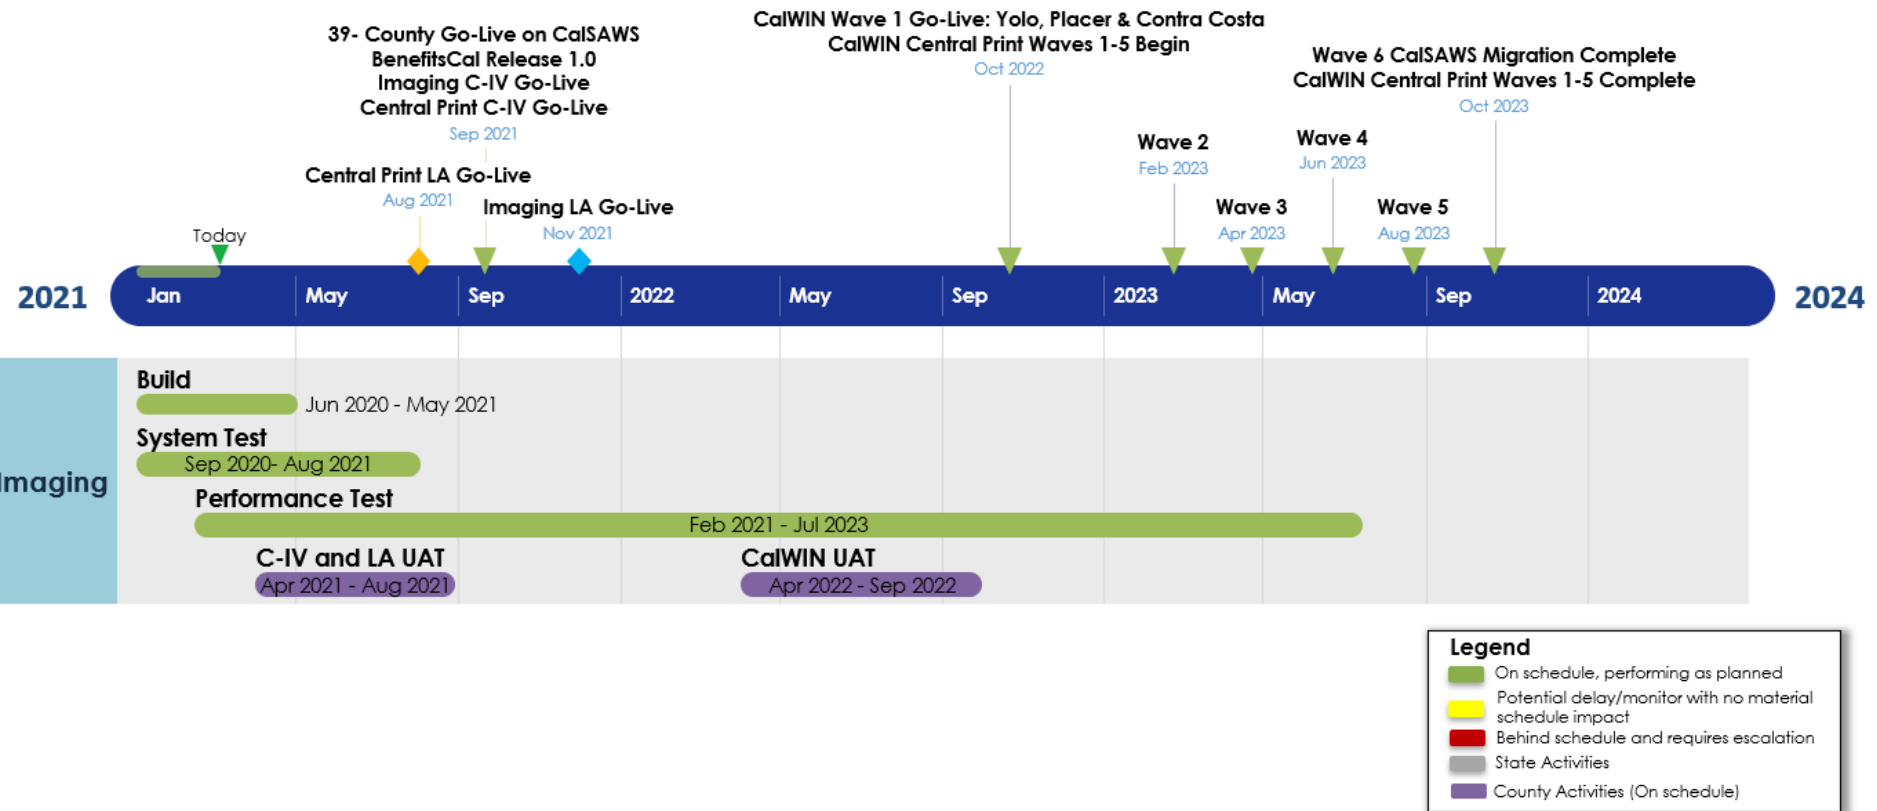 CalWIN Wave 1 Go-Live: Yolo, Placer & Contra Costa
CalWIN Central Print Waves 1-5 Begin
Oct 2022
39- County Go-Live on CalSAWS
BenefitsCal Release 1.0
Imaging C-IV Go-Live
Central Print C-IV Go-Live
Sep 2021
Wave 6 CalSAWS Migration Complete
CalWIN Central Print Waves 1-5 Complete
Oct 2023
Wave 2
Feb 2023
Wave 4
Jun 2023
Central Print LA Go-Live
Aug 2021
Imaging LA Go-Live
Nov 2021
Wave 3
Apr 2023
Wave 5
Aug 2023
Today
2021
Jan
May
Sep
2022
May
Sep
2023
May
Sep
2024
2024
Imaging
Build
Jun 2020 - May 2021
System Test
Sep 2020- Aug 2021
Performance Test
Feb 2021 - Jul 2023
C-IV and LA UAT
Apr 2021 - Aug 2021
CalWIN UAT
Apr 2022 - Sep 2022
Legend
On schedule, performing as planned
Potential delay/monitor with no material
schedule impact
Behind schedule and requires escalation
State Activities
County Activities (On schedule)